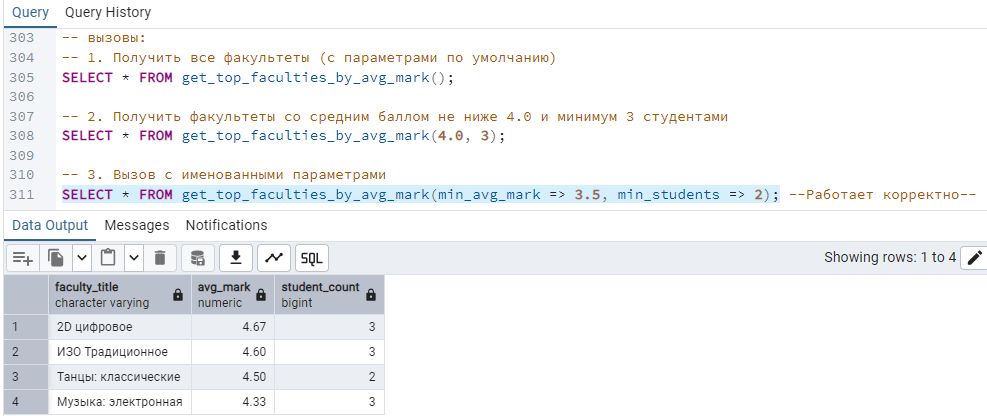 Query Query History
303 -- вызовы:
304 -- 1. Получить все факультеты (с параметрами по умолчанию)
305 SELECT * FROM get_top_faculties_by_avg_mark();
306
307 -- 2. Получить факультеты со средним баллом не ниже 4.0 и минимум 3 студентами
308 SELECT * FROM get_top_faculties_by_avg_mark(4.0, 3);
309
310 -- 3. Вызов с именованными параметрами
311 SELECT * FROM get_top_faculties_by_avg_mark(min_avg_mark => 3.5, min_students => 2); --Работает корректно--
Data Output Messages Notifications
SQL Showing rows: 1 to 4
faculty_title avg_mark student_count
character varying numeric bigint
1 2D цифровое 4.67 3
2 ИЗО Традиционное 4.60 3
3 Танцы: классические 4.50 2
4 Музыка: электронная 4.33 3